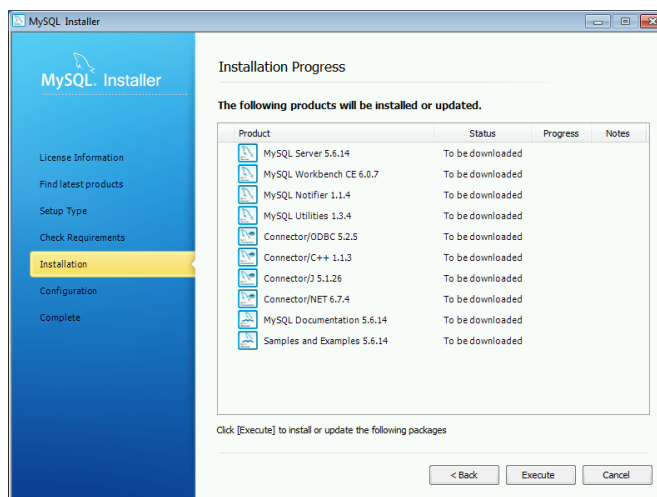 MySQL Installer
MySQL. Installer
License Information
Find latest products
Setup Type
Check Requirements
Installation
Configuration
Complete
Installation Progress
The following products will be installed or updated.
Product Status Progress Notes
MySQL Server 5.6.14 To be downloaded
MySQL Workbench CE 6.0.7 To be downloaded
MySQL Notifier 1.1.4 To be downloaded
MySQL Utilities 1.3.4 To be downloaded
Connector/ODBC 5.2.5 To be downloaded
Connector/C++ 1.1.3 To be downloaded
Connector/J 5.1.26 To be downloaded
Connector/NET 6.7.4 To be downloaded
MySQL Documentation 5.6.14 To be downloaded
Samples and Examples 5.6.14 To be downloaded
Click [Execute] to install or update the following packages
< Back Execute Cancel